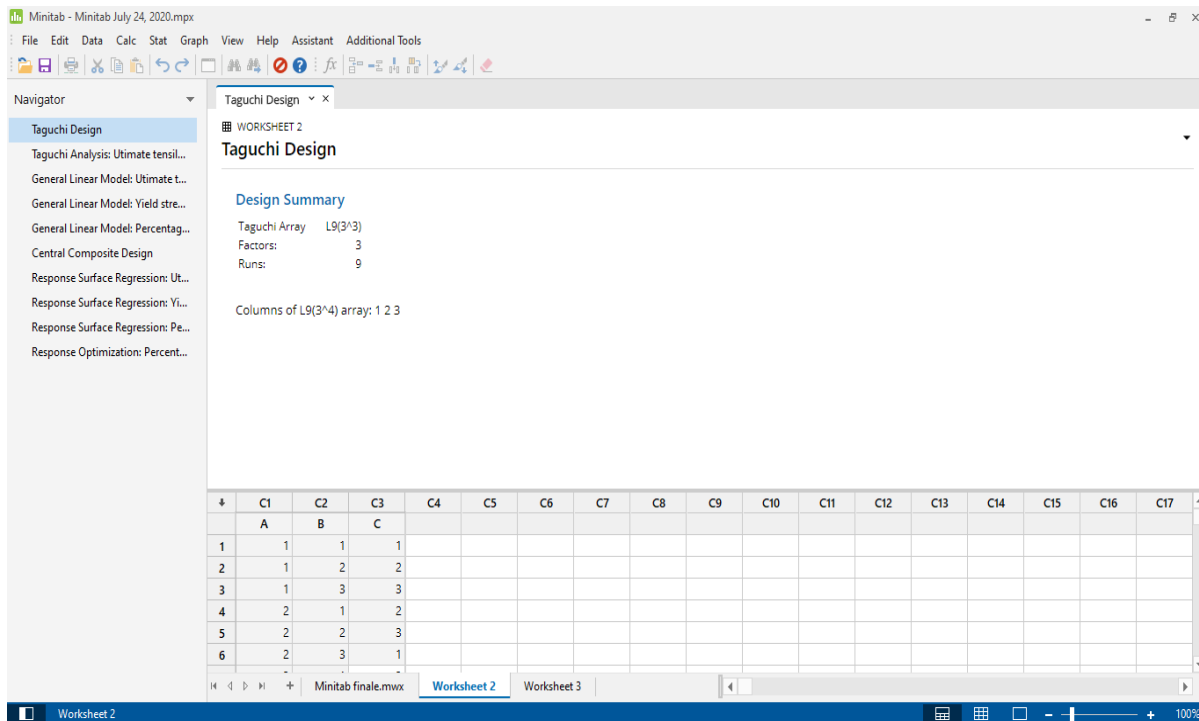 Minitab - Minitab July 24, 2020.mpx
File Edit Data Calc Stat Graph View Help Assistant Additional Tools
Navigator
Taguchi Design
Taguchi Analysis: Utimate tensil...
General Linear Model: Utimate t...
General Linear Model: Yield stre...
General Linear Model: Percentag...
Central Composite Design
Response Surface Regression: Ut...
Response Surface Regression: Yi...
Response Surface Regression: Pe...
Response Optimization: Percent...
Taguchi Design
WORKSHEET 2
Taguchi Design
Design Summary
Taguchi Array L9(3^3)
Factors: 3
Runs: 9
Columns of L9(3^4) array: 1 2 3
C1 C2 C3 C4 C5 C6 C7 C8 C9 C10 C11 C12 C13 C14 C15 C16 C17
A B C
1 1 1 1
2 1 2 2
3 1 3 3
4 2 1 2
5 2 2 3
6 2 3 1
Minitab finale.mwx Worksheet 2 Worksheet 3
Worksheet 2 100%